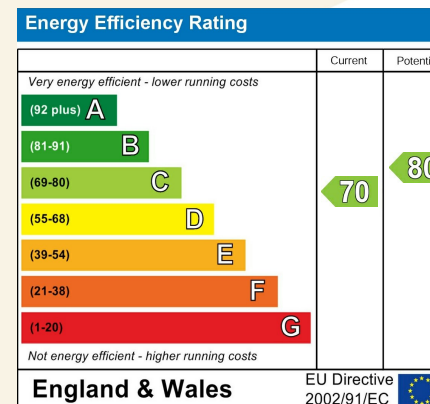 Energy Efficiency Rating
Current
Very energy efficient - lower running costs
(92 plus) A
(81-91) B
(69-80) C
(55-68) D
(39-54) E
(21-38) F
(1-20) G
70
80
Not energy efficient - higher running costs
England & Wales
EU Directive
2002/91/EC